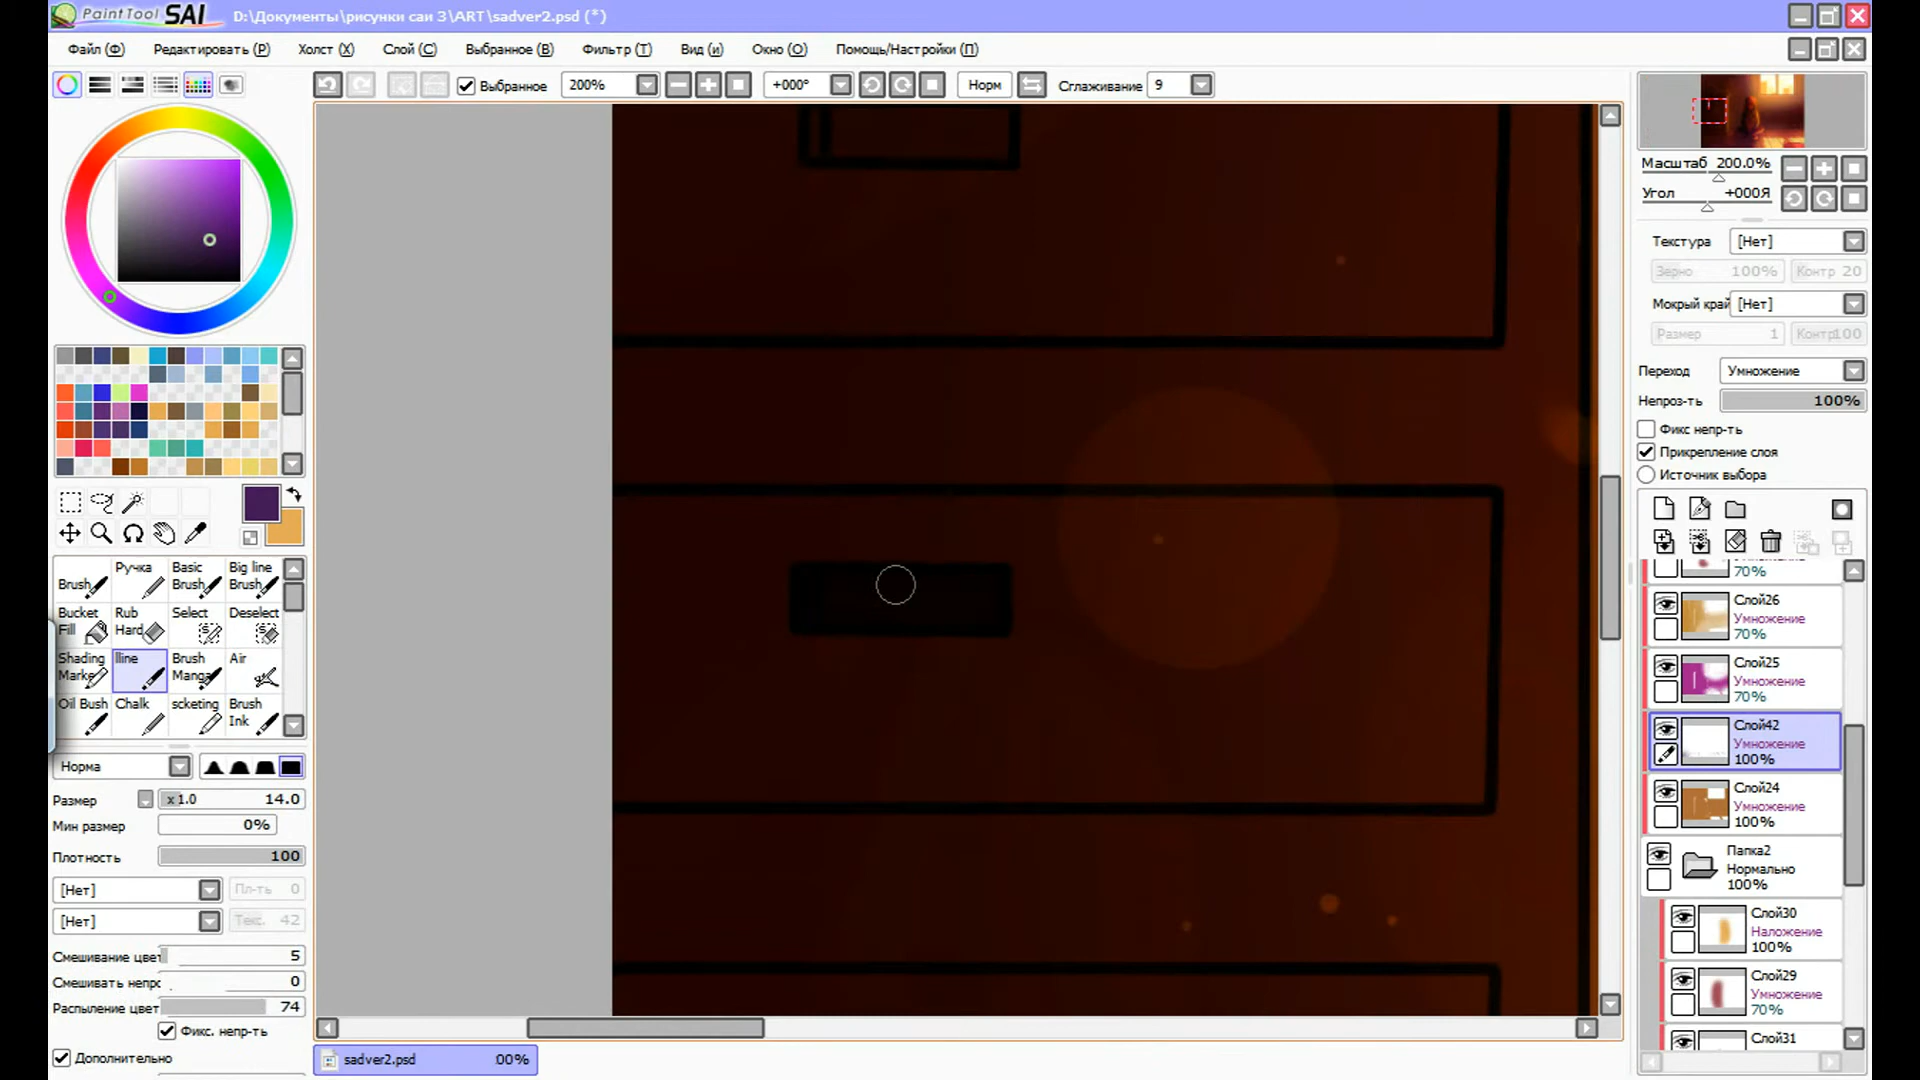 PaintTool SAI D:\Документы\рисунки саи 3\ART\sadver2.psd (*)
Файл (Ф) Редактировать (Р) Холст (Х) Слой (С) Выбранное (В) Фильтр (Т) Вид (и) Окно (О) Помощь/Настройки (П)
Выбранное 200% +000° Норм Сглаживание 9
Масштаб 200.0%
Угол +000Я
Текстура [Нет]
Зерно 100% Контр 20
Мокрый край [Нет]
Размер 1 Контр 100
Переход Умножение
Непроз-ть 100%
Фикс непр-ть
Прикрепление слоя
Источник выбора
Brush Ручка Basic Brush Big line Brush
Bucket Fill Rub Hard Select Deselect
Shading Marke lline Brush Manga Air
Oil Bush Chalk scketing Brush Ink
Норма
Размер x1.0 14.0
Мин размер 0%
Плотность 100
[Нет] Пл-ть 0
[Нет] Текс. 42
Смешивание цвет 5
Смешивать непро 0
Распыление цвет 74
Фикс. непр-ть
Дополнительно
70%
Слой26
Умножение
70%
Слой25
Умножение
70%
Слой42
Умножение
100%
Слой24
Умножение
100%
Папка2
Нормально
100%
Слой30
Наложение
100%
Слой29
Умножение
70%
Слой31
sadver2.psd 00%